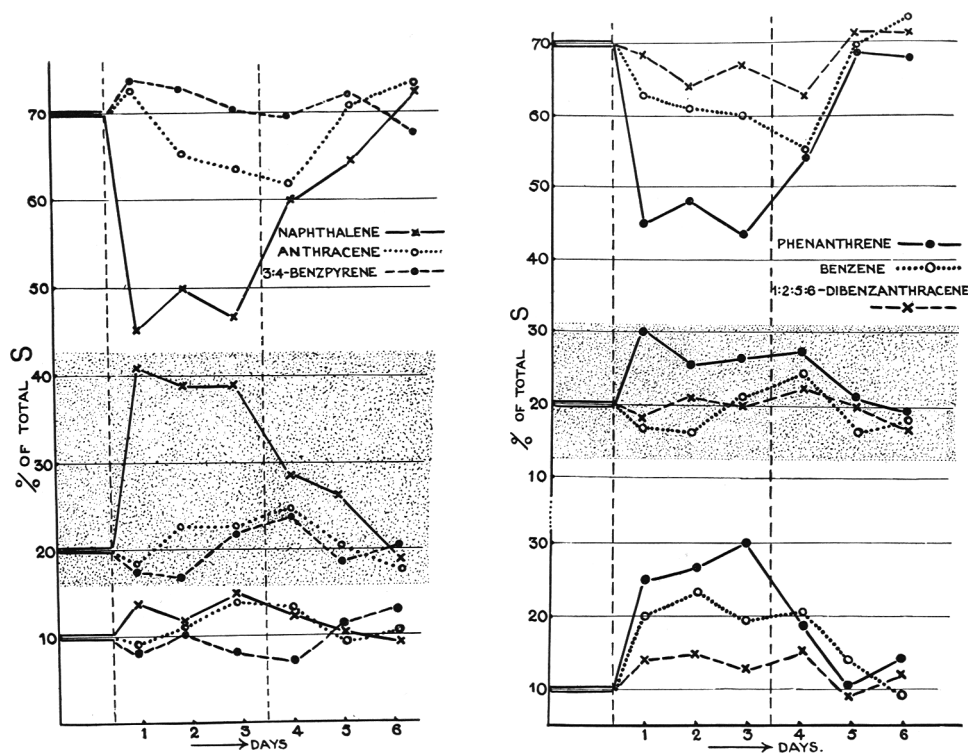 70
60
50
40
30
20
10
% OF TOTAL S
NAPHTHALENE
ANTHRACENE
3:4-BENZPYRENE
1 2 3 4 5 6
DAYS
70
60
50
40
30
20
10
30
20
10
% OF TOTAL S
PHENANTHRENE
BENZENE
1:2:5:6-DIBENZANTHRACENE
1 2 3 4 5 6
DAYS.